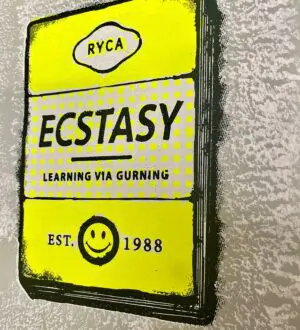 RYCA
ECSTASY
LEARNING VIA GURNING
EST. 1988